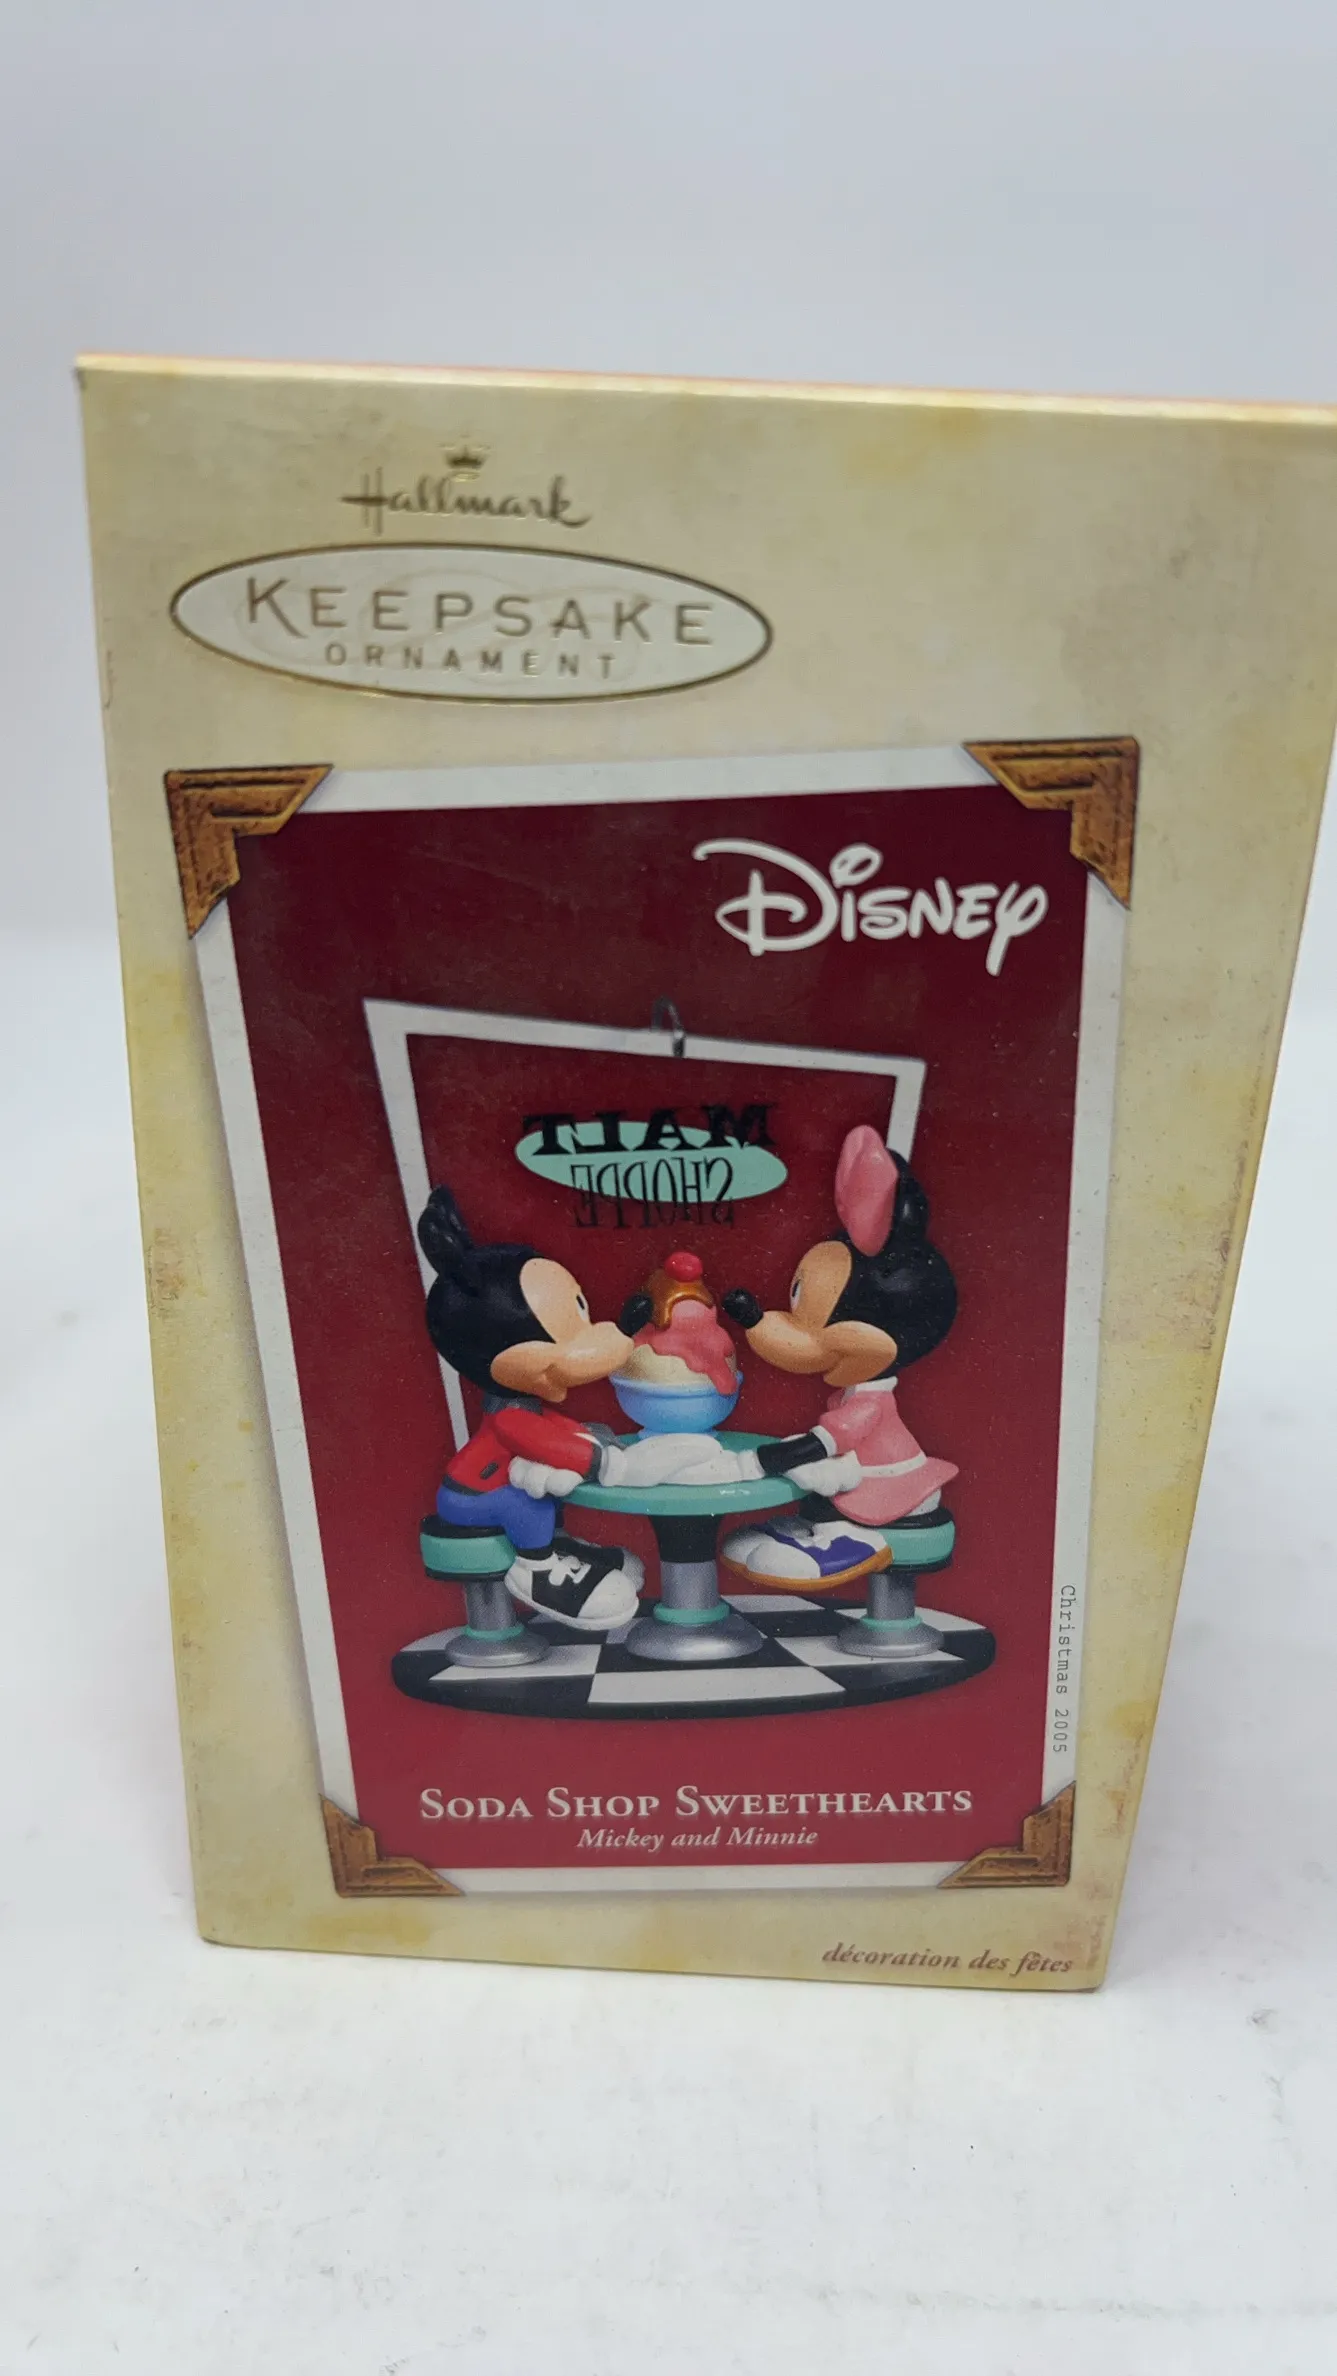 Hallmark
KEEPSAKE
ORNAMENT
DISNEY
MALT
SHOPPE
Christmas 2005
SODA SHOP SWEETHEARTS
Mickey and Minnie
décoration des fêtes